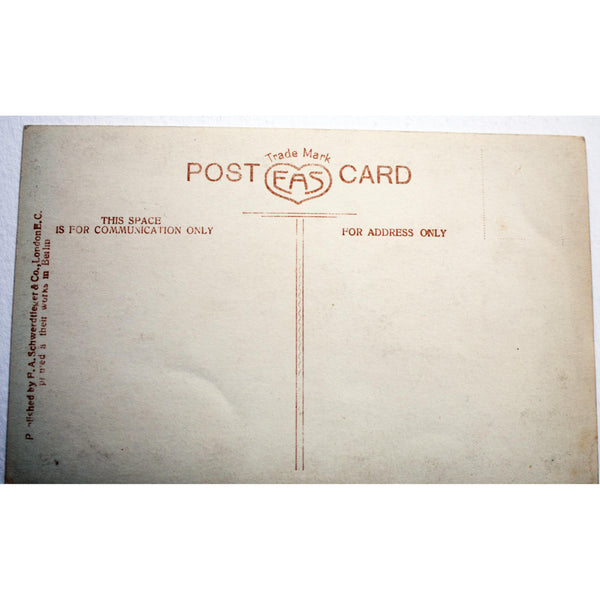 Trade Mark
POST EAS CARD
THIS SPACE
IS FOR COMMUNICATION ONLY
FOR ADDRESS ONLY
by A. Schwerdtfeger & Co., London E.C.
their works in Berlin